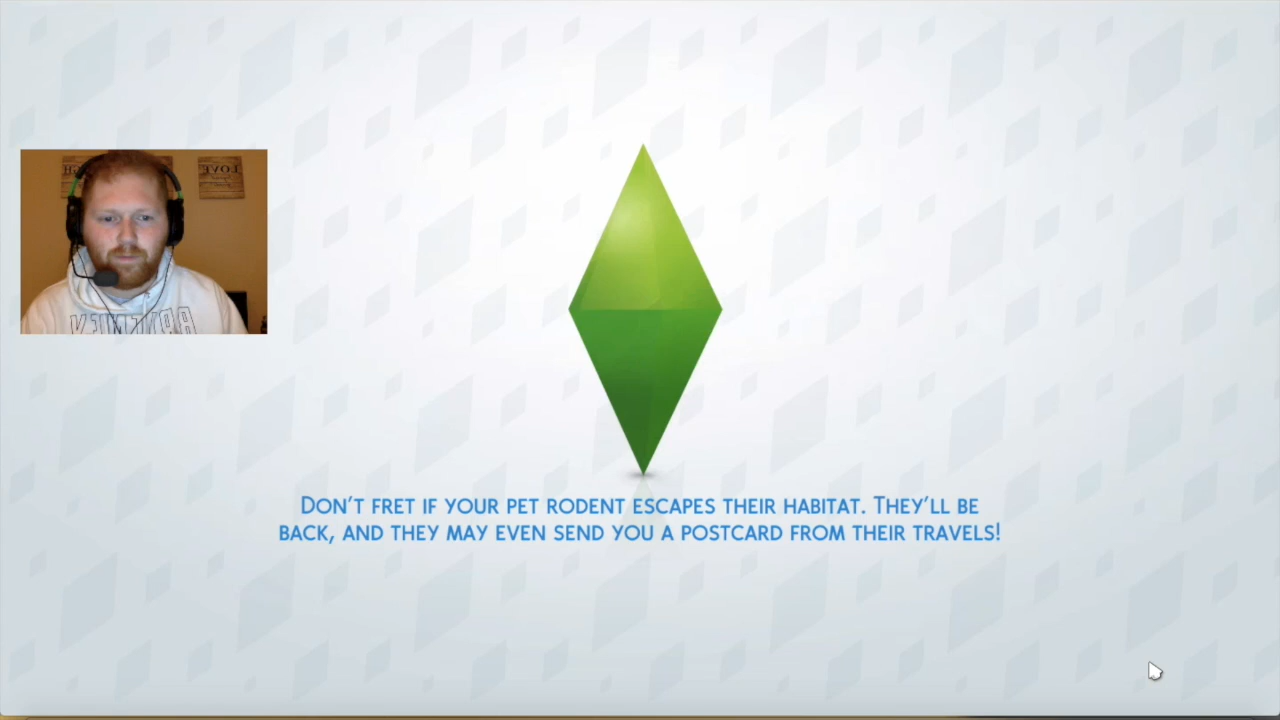 LOVE
DON'T FRET IF YOUR PET RODENT ESCAPES THEIR HABITAT. THEY'LL BE
BACK, AND THEY MAY EVEN SEND YOU A POSTCARD FROM THEIR TRAVELS!